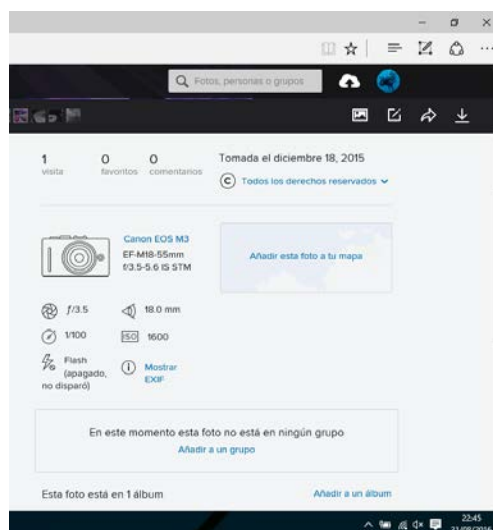 Fotos, personas o grupos
1 0 0
visita favoritos comentarios
Tomada el diciembre 18, 2015
Todos los derechos reservados
Canon EOS M3
EF-M18-55mm
f/3.5-5.6 IS STM
Añadir esta foto a tu mapa
ƒ/3.5 18.0 mm
1/100 ISO 1600
Flash
(apagado,
no disparó)
Mostrar
EXIF
En este momento esta foto no está en ningún grupo
Añadir a un grupo
Esta foto está en 1 álbum Añadir a un álbum
22:45